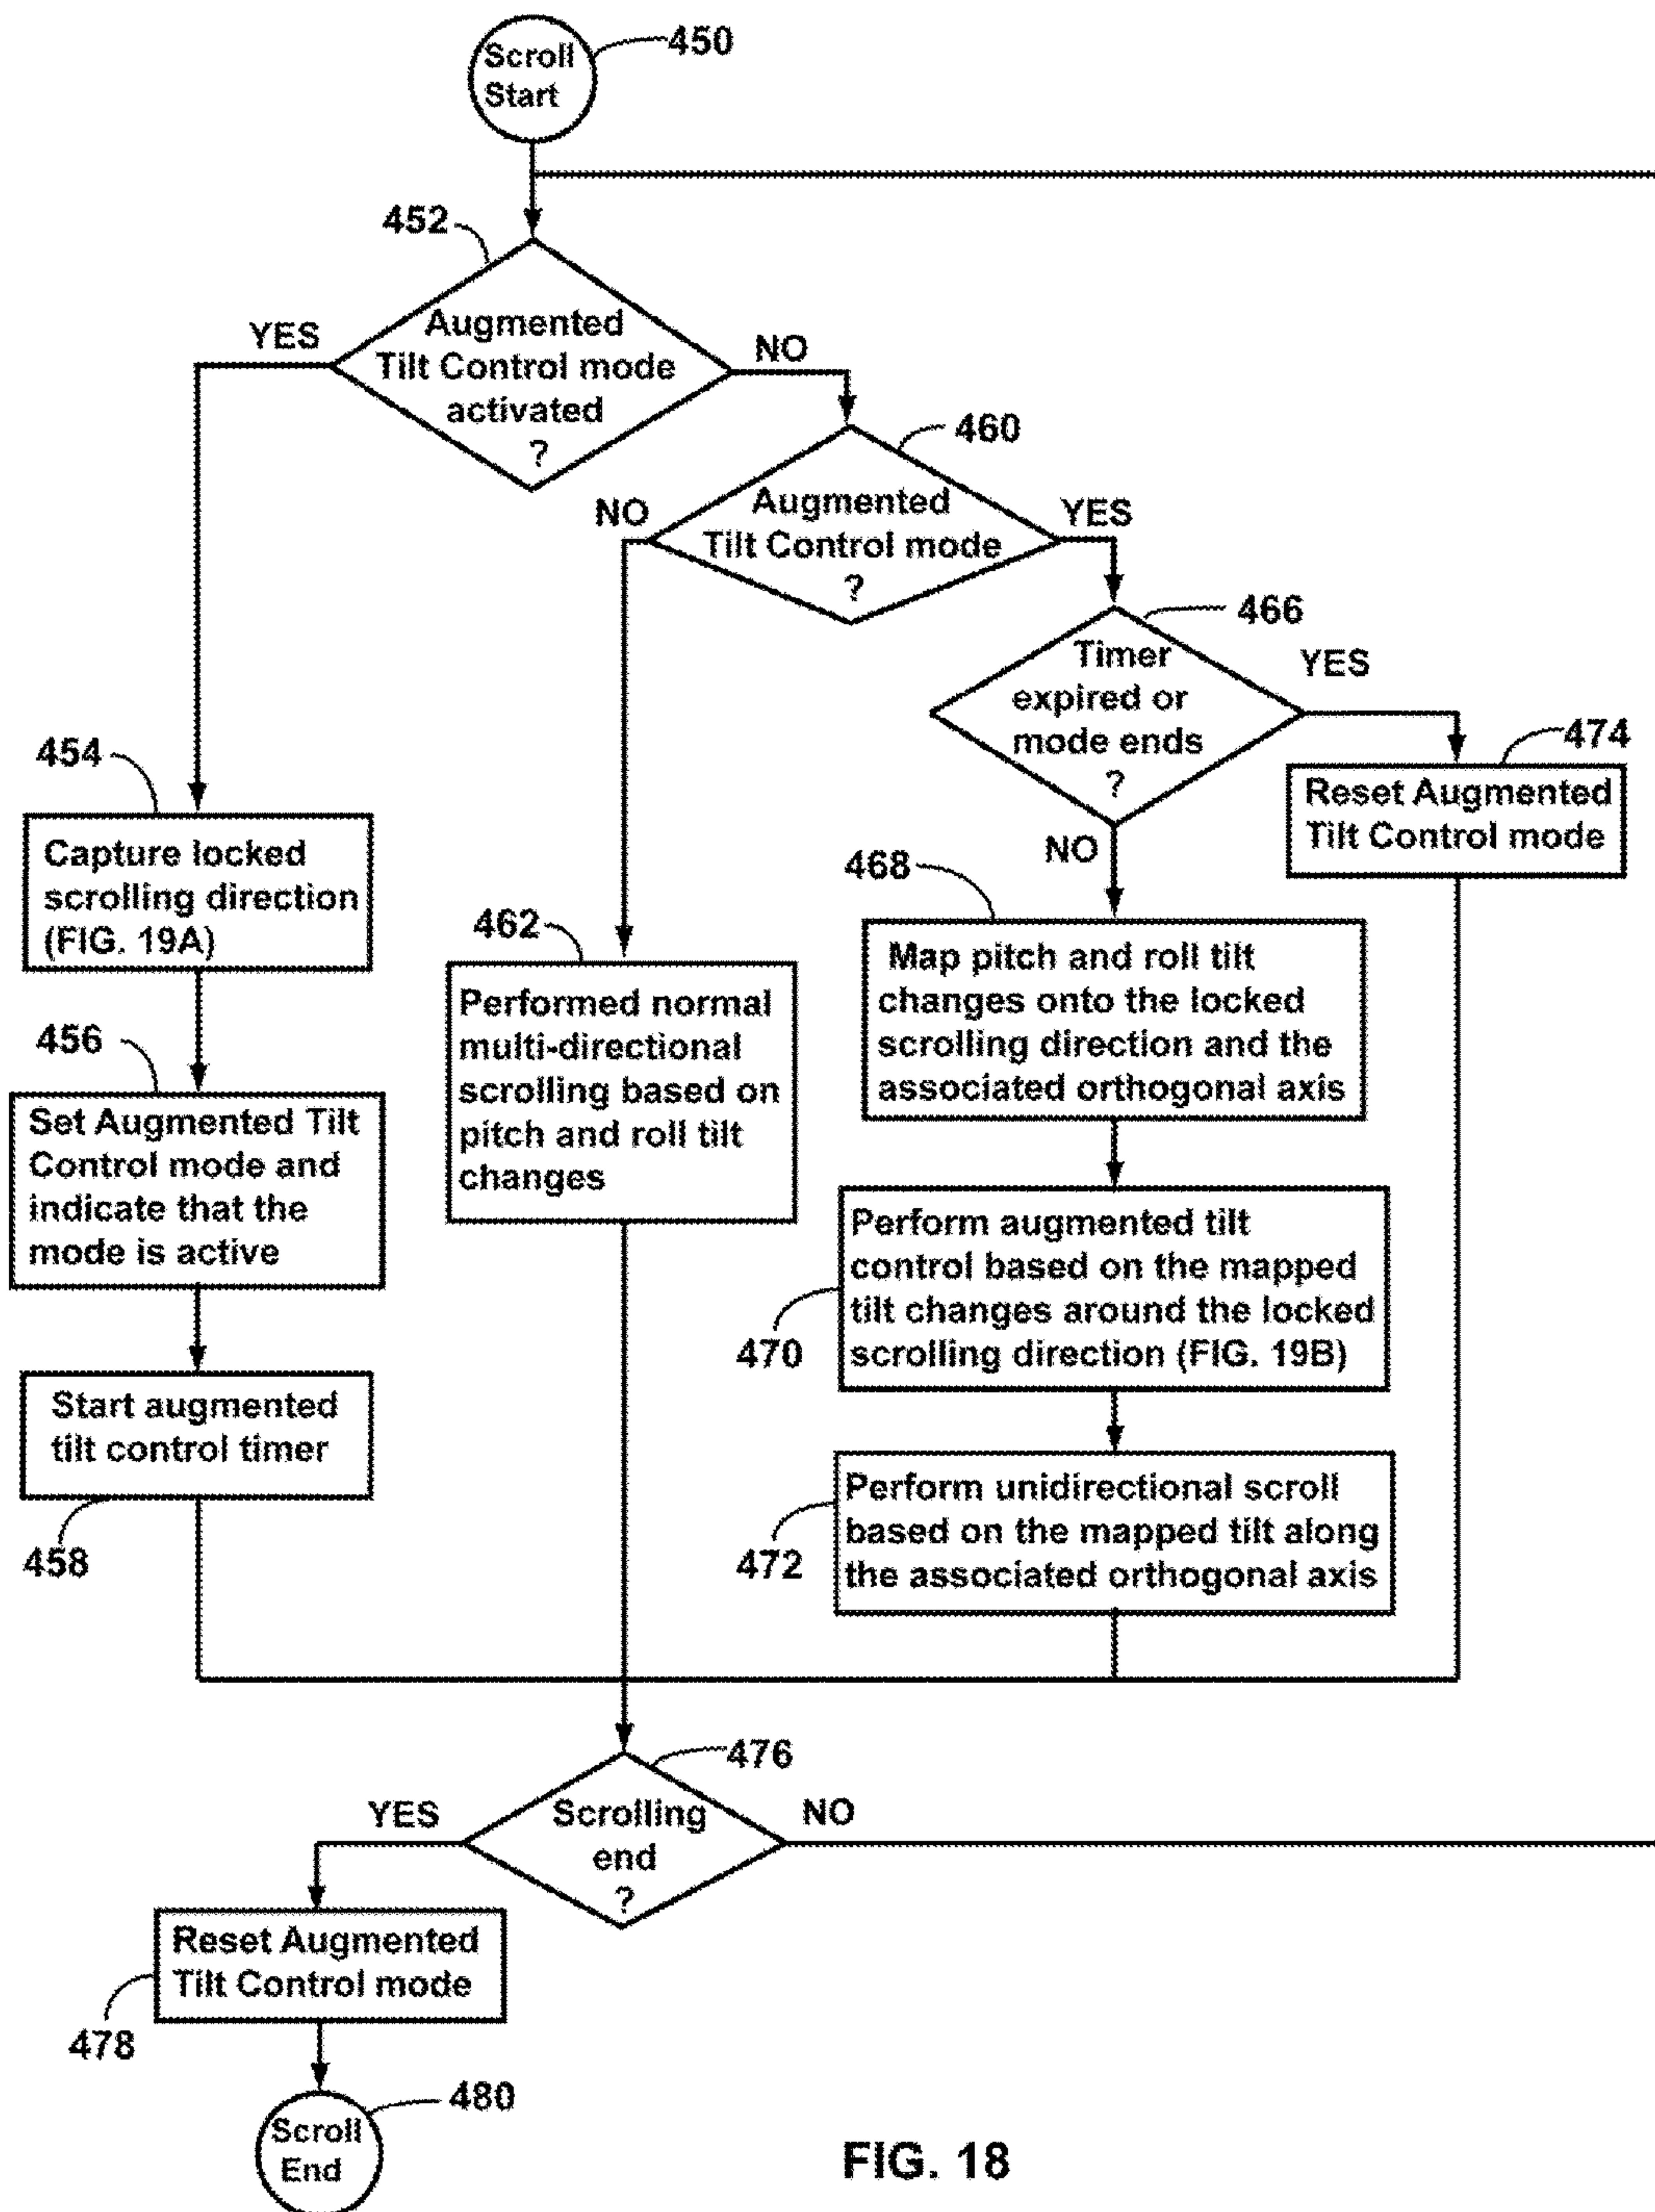 Scroll
Start
450
452
YES
Augmented
Tilt Control mode
activated
?
NO
460
NO
Augmented
Tilt Control mode
?
YES
466
Timer
expired or
mode ends
?
YES
NO
474
Reset Augmented
Tilt Control mode
454
Capture locked
scrolling direction
(FIG. 19A)
456
Set Augmented Tilt
Control mode and
indicate that the
mode is active
Start augmented
tilt control timer
458
462
Performed normal
multi-directional
scrolling based on
pitch and roll tilt
changes
468
Map pitch and roll tilt
changes onto the locked
scrolling direction and the
associated orthogonal axis
Perform augmented tilt
control based on the mapped
tilt changes around the locked
scrolling direction (FIG. 19B)
470
Perform unidirectional scroll
based on the mapped tilt along
the associated orthogonal axis
472
476
YES
Scrolling
end
?
NO
Reset Augmented
Tilt Control mode
478
480
Scroll
End
FIG. 18